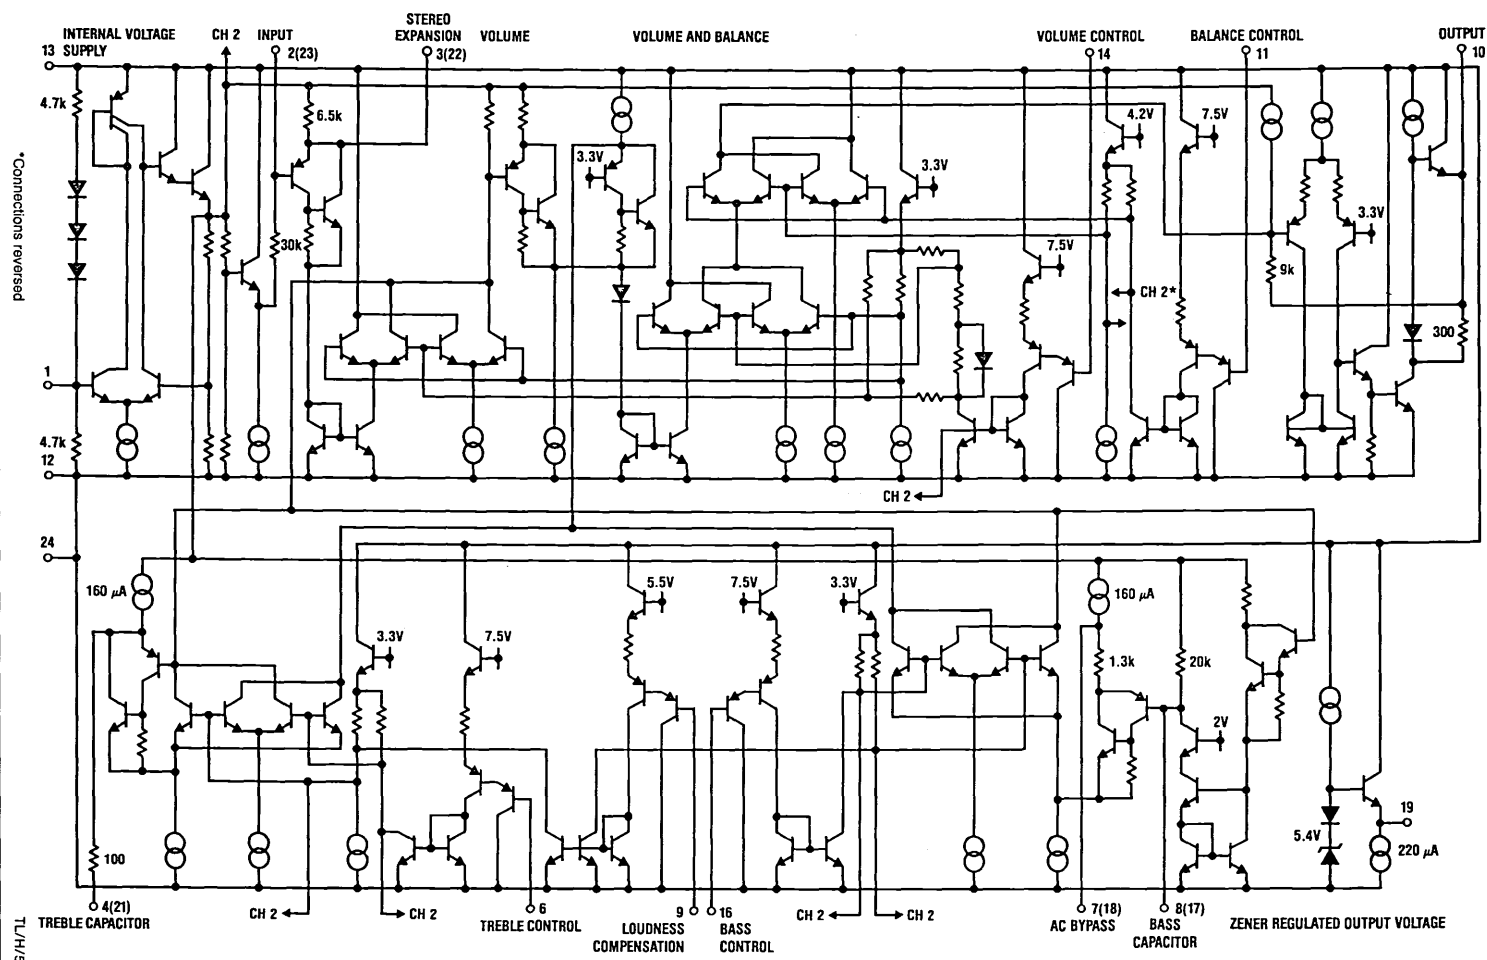 INTERNAL VOLTAGE
SUPPLY
13
CH 2
INPUT
2(23)
STEREO
EXPANSION
3(22)
VOLUME
VOLUME AND BALANCE
VOLUME CONTROL
14
BALANCE CONTROL
11
OUTPUT
10
4.7k
6.5k
3.3V
3.3V
4.2V
7.5V
3.3V
30k
7.5V
9k
CH 2*
300
1
4.7k
12
CH 2
24
160 μA
3.3V
7.5V
5.5V
7.5V
3.3V
160 μA
1.3k
20k
2V
100
19
5.4V
220 μA
4(21)
TREBLE CAPACITOR
CH 2
CH 2
6
TREBLE CONTROL
9
LOUDNESS
COMPENSATION
16
BASS
CONTROL
CH 2
CH 2
7(18)
AC BYPASS
8(17)
BASS
CAPACITOR
ZENER REGULATED OUTPUT VOLTAGE
*Connections reversed